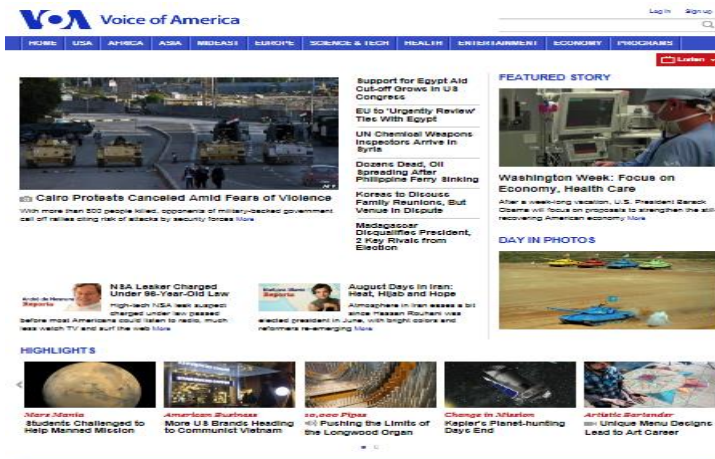 VOA Voice of America
Log In Sign up
HOME USA AFRICA ASIA MIDEAST EUROPE SCIENCE & TECH HEALTH ENTERTAINMENT ECONOMY PROGRAMS
Listen
Cairo Protests Canceled Amid Fears of Violence
With more than 800 people killed, opponents of military-backed government
call off rallies citing risk of attacks by security forces More
Support for Egypt Aid
Cut-off Grows in US
Congress
EU to 'Urgently Review'
Ties With Egypt
UN Chemical Weapons
Inspectors Arrive in
Syria
Dozens Dead, Oil
Spreading After
Philippine Ferry Sinking
Koreas to Discuss
Family Reunions, But
Venue in Dispute
Madagascar
Disqualifies President,
2 Key Rivals from
Election
FEATURED STORY
Washington Week: Focus on
Economy, Health Care
After a week-long vacation, U.S. President Barack
Obama will focus on proposals to strengthen the still
recovering American economy More
DAY IN PHOTOS
Reports
NSA Leaker Charged
Under 96-Year-Old Law
High-tech NSA leak suspect
charged under law passed
before most Americans could listen to radio, much
less watch TV and surf the web More
Reports
August Days in Iran:
Heat, Hijab and Hope
Atmosphere in Iran eases a bit
since Hassan Rouhani was
elected president in June, with bright colors and
reformers re-emerging More
HIGHLIGHTS
Mars Mania
Students Challenged to
Help Manned Mission
American Business
More US Brands Heading
to Communist Vietnam
10,000 Pipes
Pushing the Limits of
the Longwood Organ
Change in Mission
Kepler's Planet-hunting
Days End
Artistic Bartender
Unique Menu Designs
Lead to Art Career